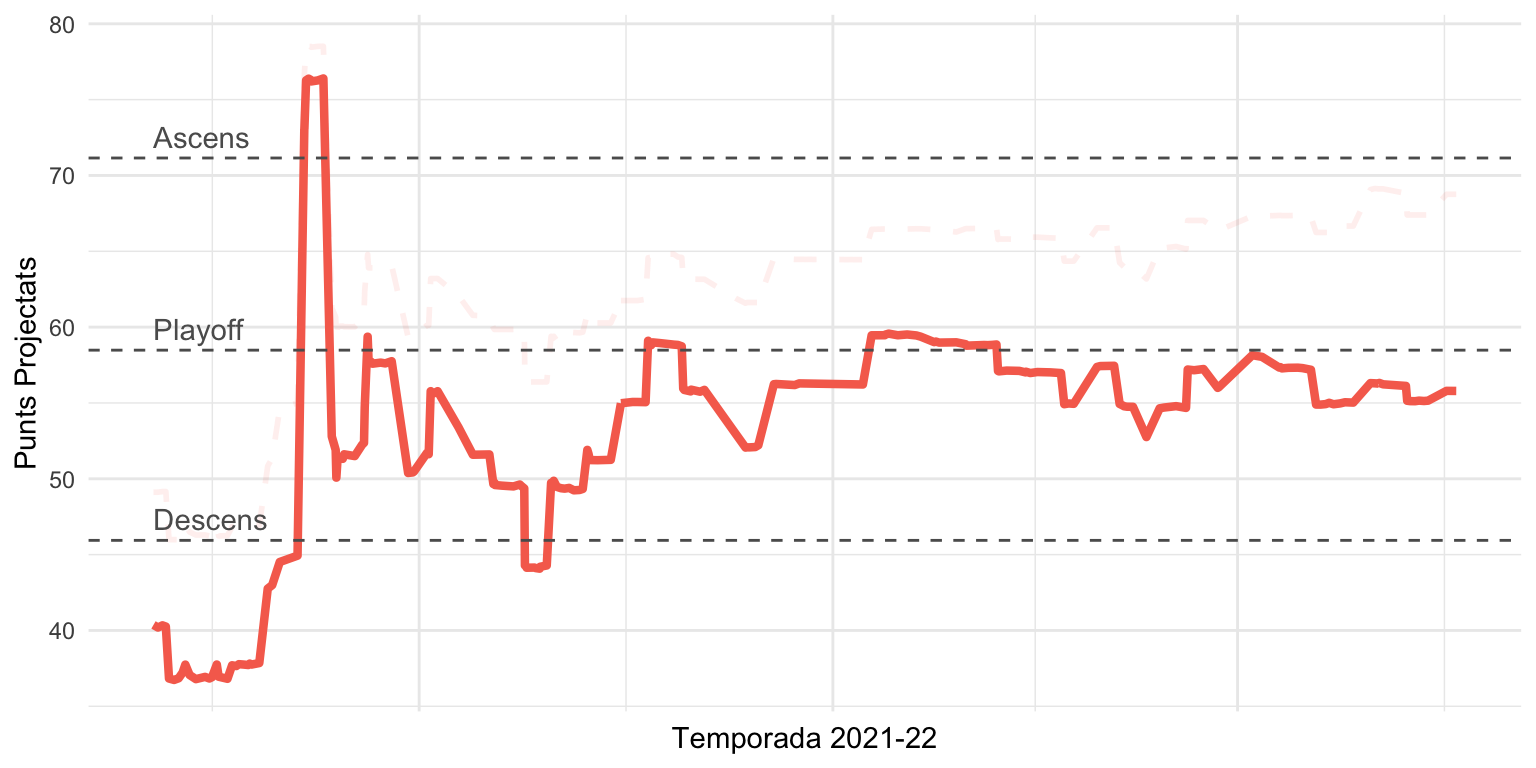 80
Ascens
70
Playoff
60
Punts Projectats
50
Descens
40
Temporada 2021-22